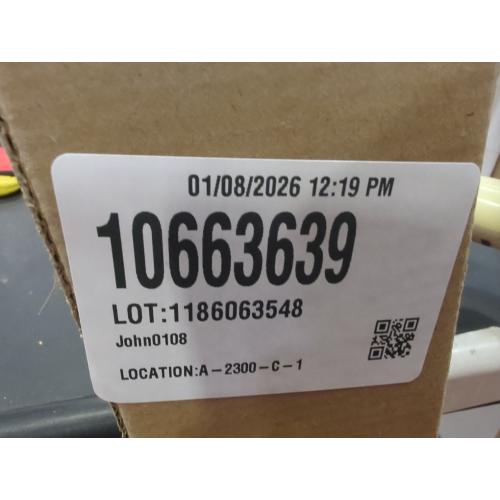 01/08/2026 12:19 PM
10663639
LOT:1186063548
John0108
LOCATION:A-2300-C-1